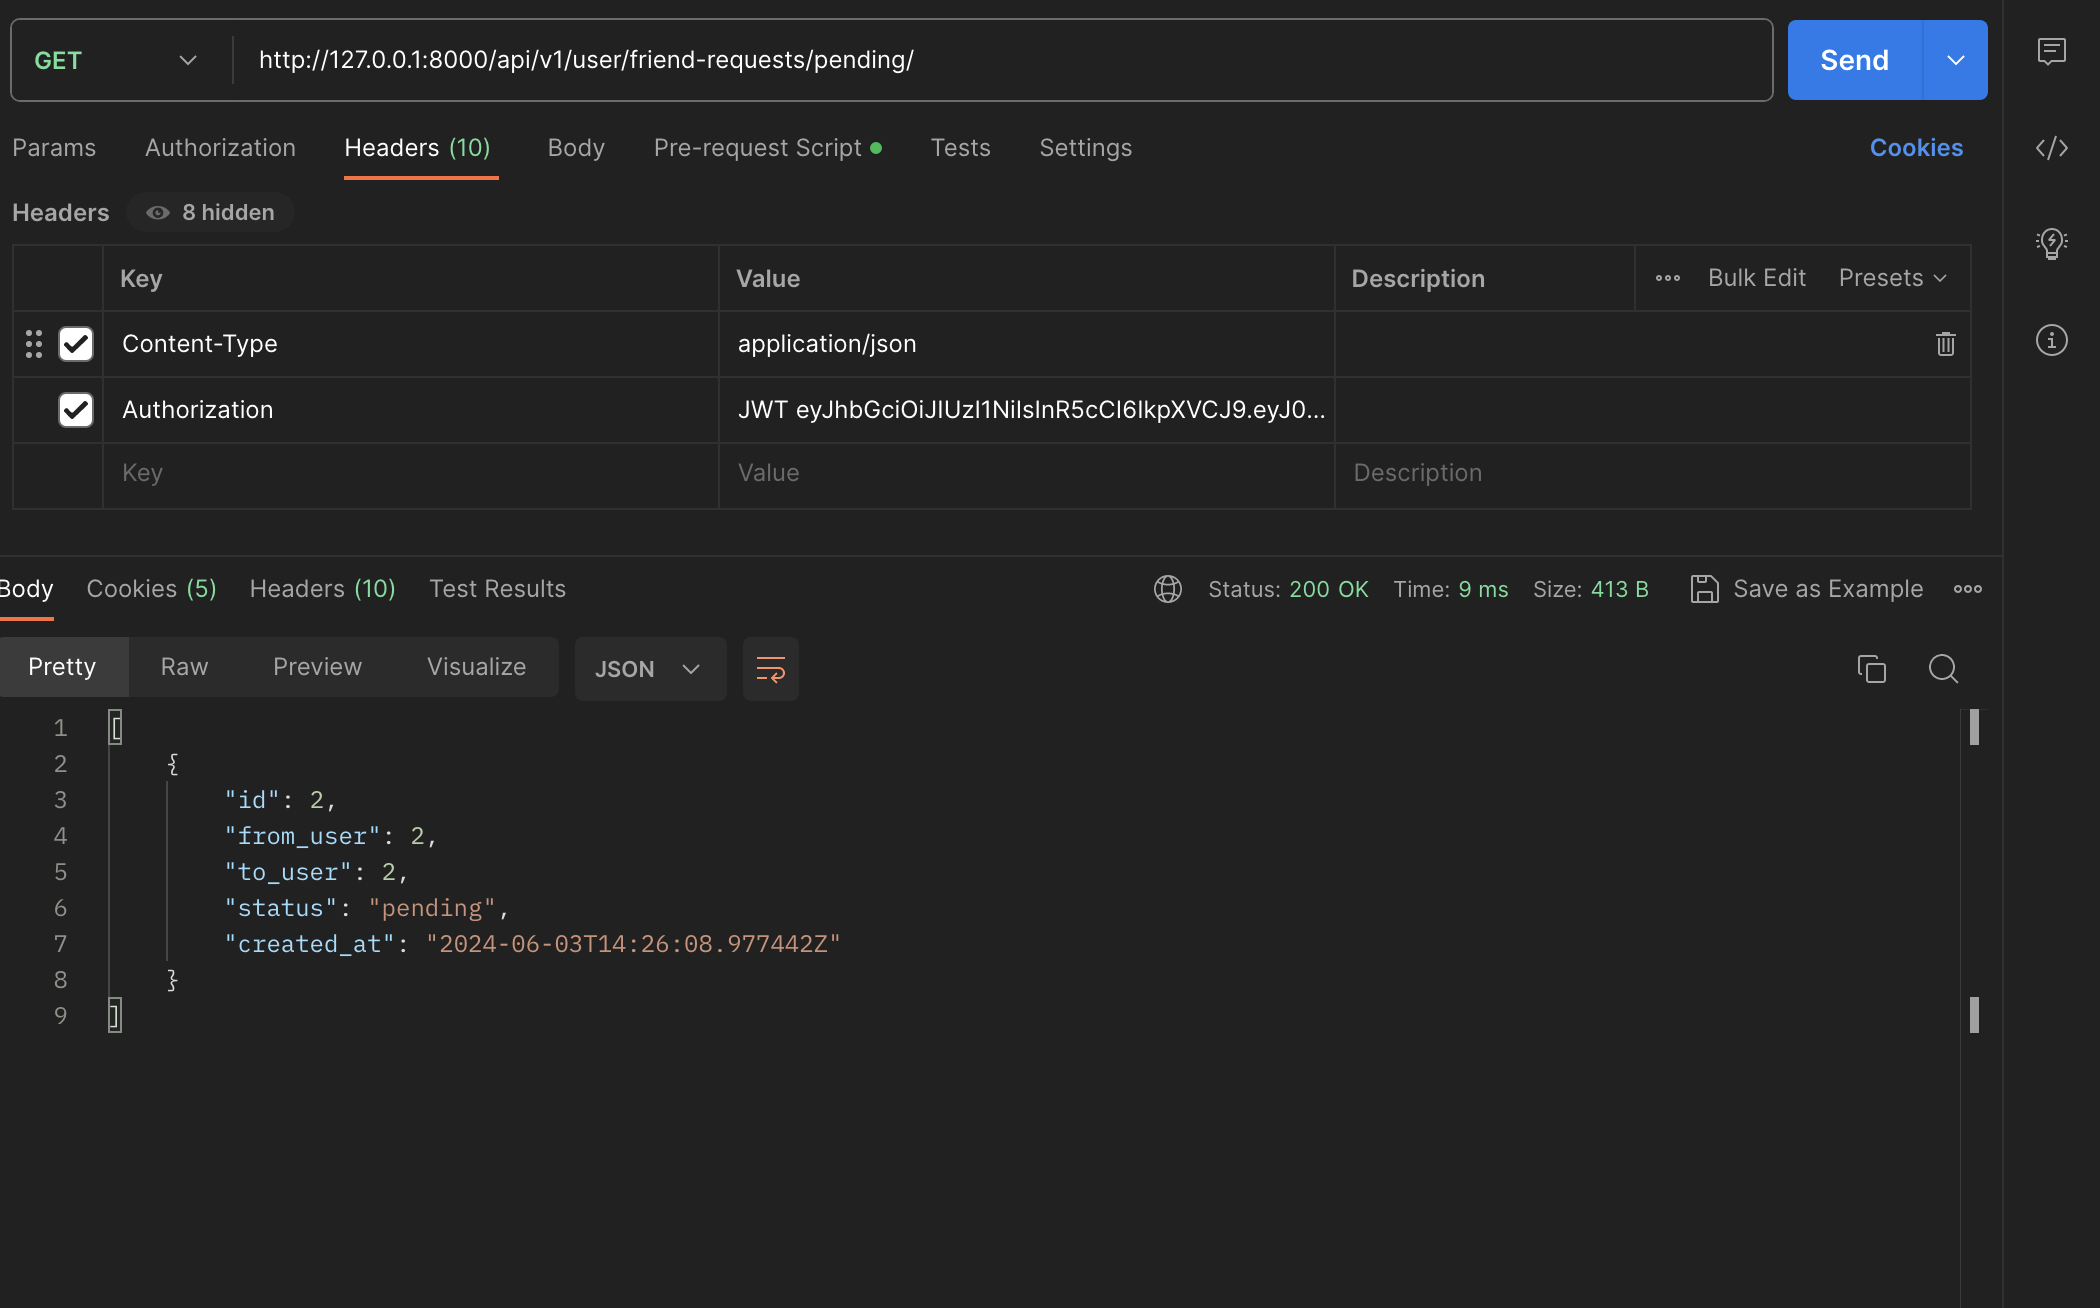 GET http://127.0.0.1:8000/api/v1/user/friend-requests/pending/ Send
Params Authorization Headers (10) Body Pre-request Script Tests Settings Cookies
Headers 8 hidden
Key Value Description Bulk Edit Presets
Content-Type application/json
Authorization JWT eyJhbGciOiJIUzI1NiIsInR5cCI6IkpXVCJ9.eyJ0...
Key Value Description
Body Cookies (5) Headers (10) Test Results Status: 200 OK Time: 9 ms Size: 413 B Save as Example
Pretty Raw Preview Visualize JSON
1 [
2 {
3 "id": 2,
4 "from_user": 2,
5 "to_user": 2,
6 "status": "pending",
7 "created_at": "2024-06-03T14:26:08.977442Z"
8 }
9 ]